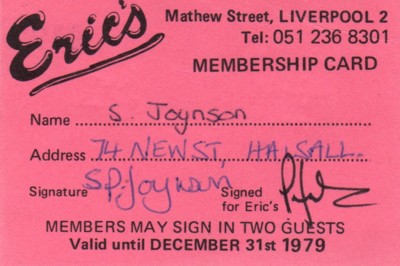 Eric's
Mathew Street, LIVERPOOL 2
Tel: 051 236 8301
MEMBERSHIP CARD
Name S. Joynson
Address 74 NEW ST, HALSALL.
Signature S.P. Joynson Signed for Eric's
MEMBERS MAY SIGN IN TWO GUESTS
Valid until DECEMBER 31st 1979